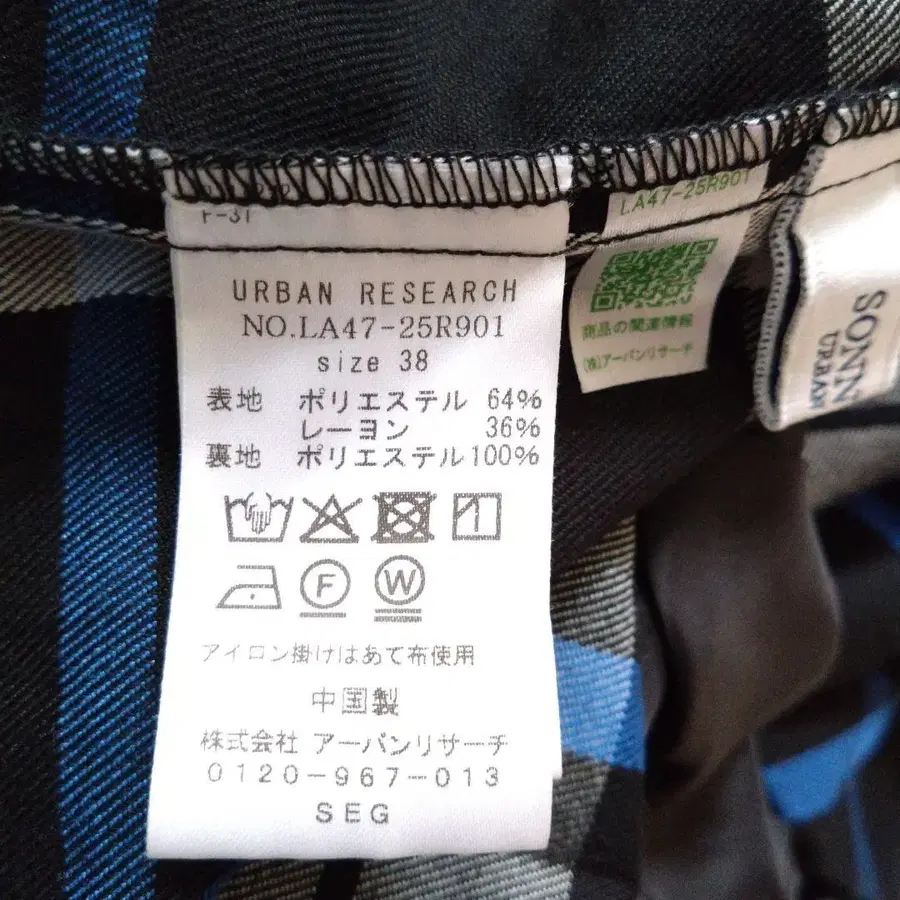 URBAN RESEARCH
NO.LA47-25R901
size 38
表地 ポリエステル 64%
レーヨン 36%
裏地 ポリエステル100%
F
W
アイロン掛けはあて布使用
中国製
株式会社 アーバンリサーチ
0120-967-013
SEG
LA47-25R901
商品の関連情報
(株)アーバンリサーチ
SONN
URBAN